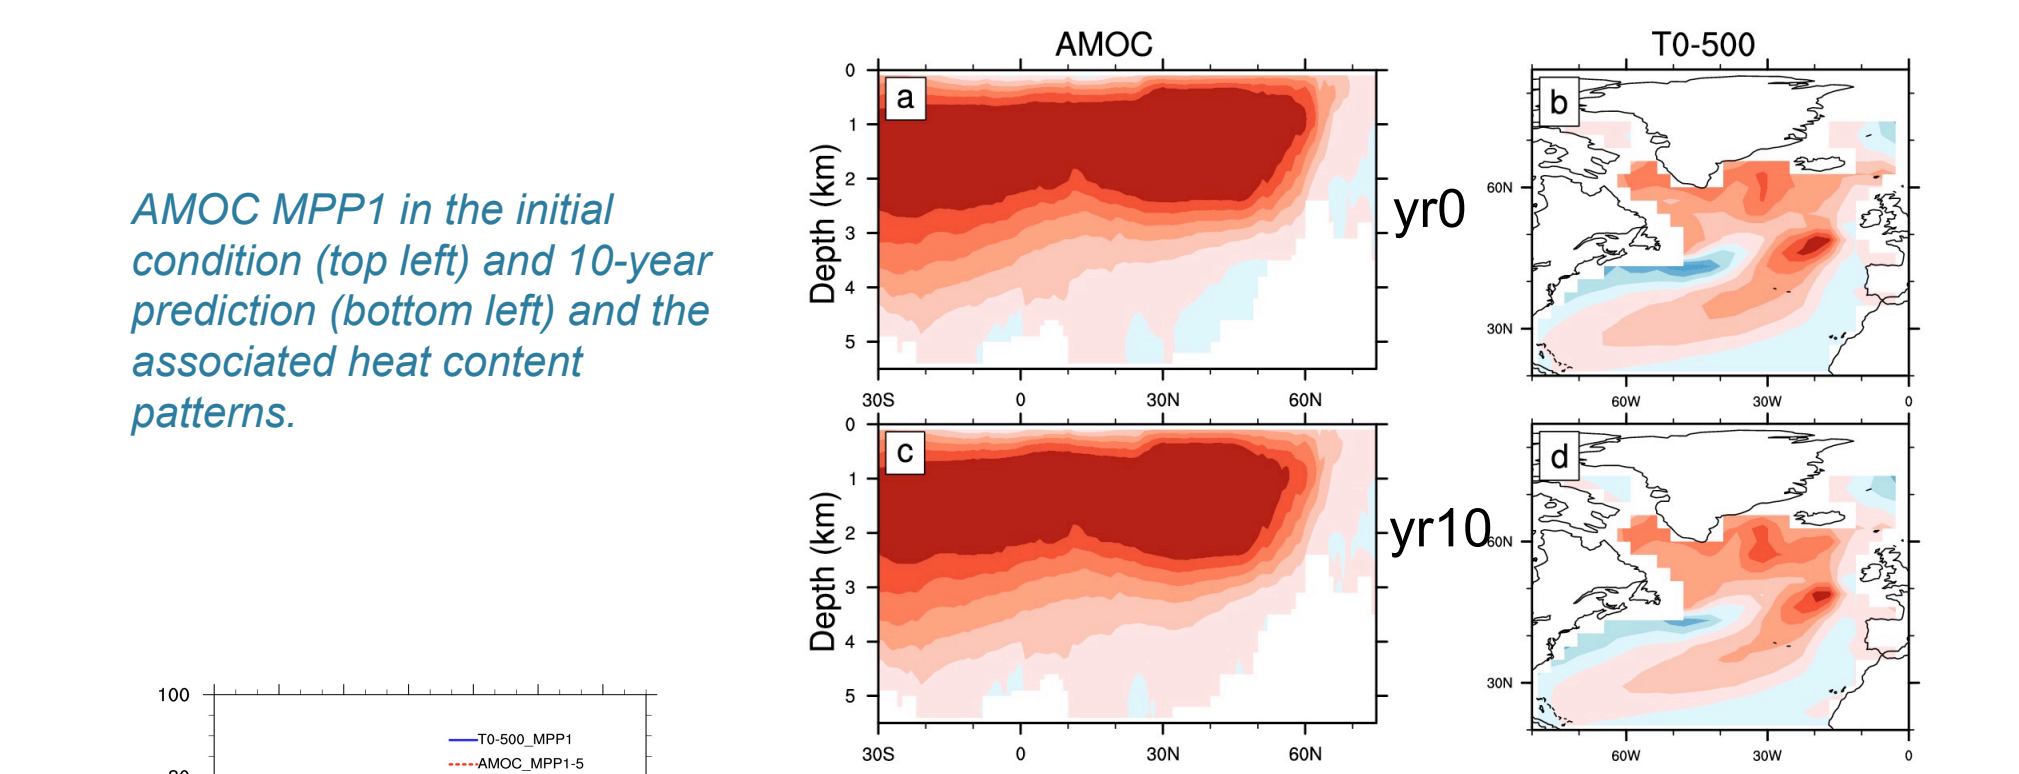 AMOC MPP1 in the initial
condition (top left) and 10-year
prediction (bottom left) and the
associated heat content
patterns.
AMOC
T0-500
a
0
1
2
3
4
5
Depth (km)
30S 0 30N 60N
yr0
b
60N
30N
60W 30W 0
c
0
1
2
3
4
5
Depth (km)
30S 0 30N 60N
yr10
d
60N
30N
60W 30W 0
100
T0-500_MPP1
AMOC_MPP1-5